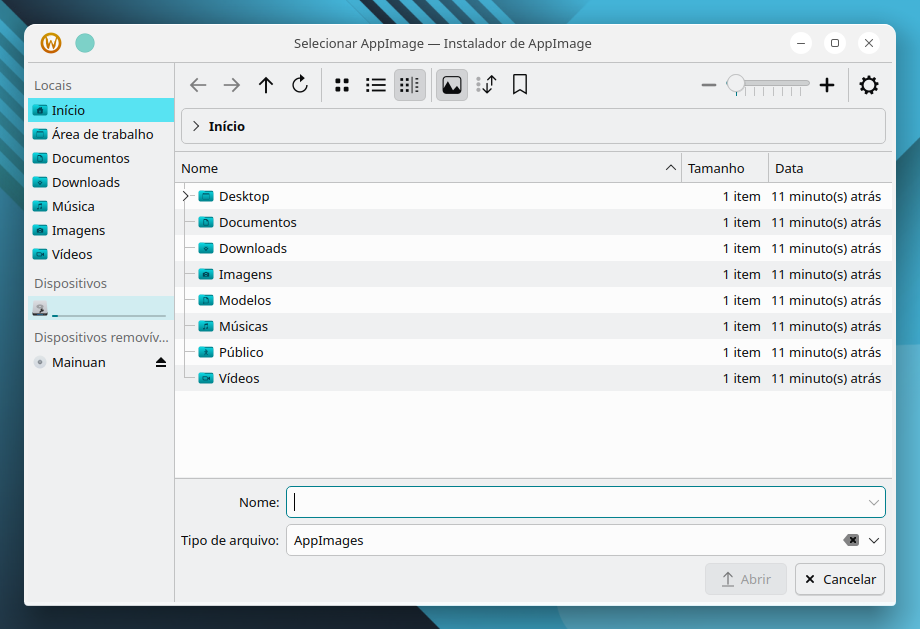 Selecionar AppImage — Instalador de AppImage
Locais
Início
Área de trabalho
Documentos
Downloads
Música
Imagens
Vídeos
Dispositivos
Dispositivos removív...
Mainuan
Início
Nome Tamanho Data
Desktop 1 item 11 minuto(s) atrás
Documentos 1 item 11 minuto(s) atrás
Downloads 1 item 11 minuto(s) atrás
Imagens 1 item 11 minuto(s) atrás
Modelos 1 item 11 minuto(s) atrás
Músicas 1 item 11 minuto(s) atrás
Público 1 item 11 minuto(s) atrás
Vídeos 1 item 11 minuto(s) atrás
Nome:
Tipo de arquivo: AppImages
Abrir Cancelar